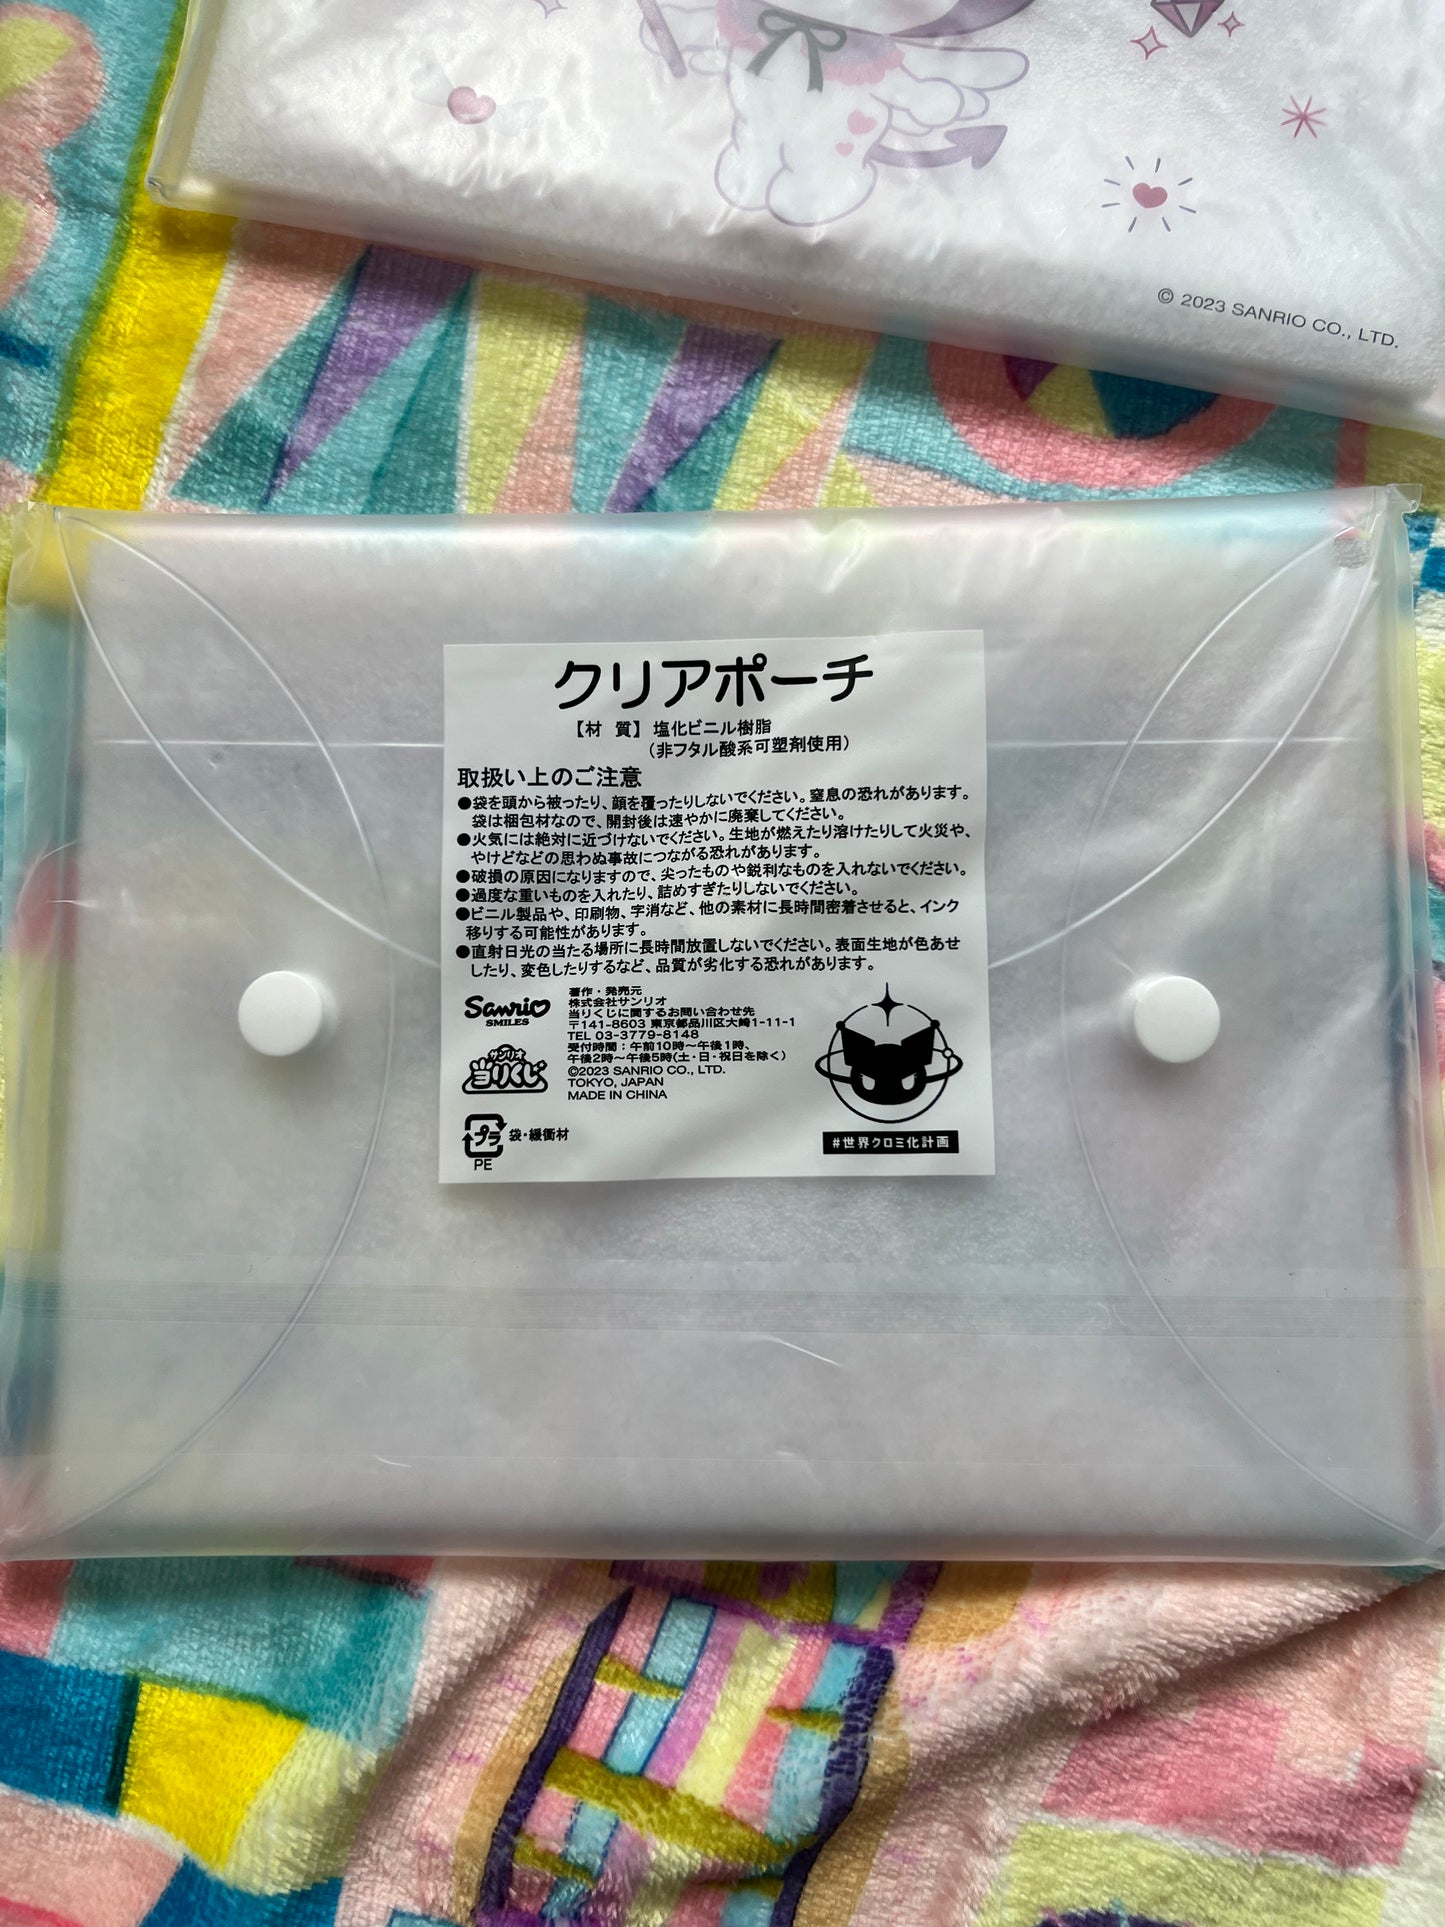 © 2023 SANRIO CO., LTD.
クリアポーチ
【材 質】 塩化ビニル樹脂
（非フタル酸系可塑剤使用）
取扱い上のご注意
●袋を頭から被ったり、顔を覆ったりしないでください。窒息の恐れがあります。
袋は梱包材なので、開封後は速やかに廃棄してください。
●火気には絶対に近づけないでください。生地が燃えたり溶けたりして火災や、
やけどなどの思わぬ事故につながる恐れがあります。
●破損の原因になりますので、尖ったものや鋭利なものを入れないでください。
●過度な重いものを入れたり、詰めすぎたりしないでください。
●ビニル製品や、印刷物、字消など、他の素材に長時間密着させると、インク
移りする可能性があります。
●直射日光の当たる場所に長時間放置しないでください。表面生地が色あせ
したり、変色したりするなど、品質が劣化する恐れがあります。
Sanrio
SMILES
サンリオ
当りくじ
著作・発売元
株式会社サンリオ
当りくじに関するお問い合わせ先
〒141-8603 東京都品川区大崎1-11-1
TEL 03-3779-8148
受付時間：午前10時〜午後1時、
午後2時〜午後5時(土・日・祝日を除く)
©2023 SANRIO CO., LTD.
TOKYO, JAPAN
MADE IN CHINA
プラ 袋・緩衝材
PE
#世界クロミ化計画